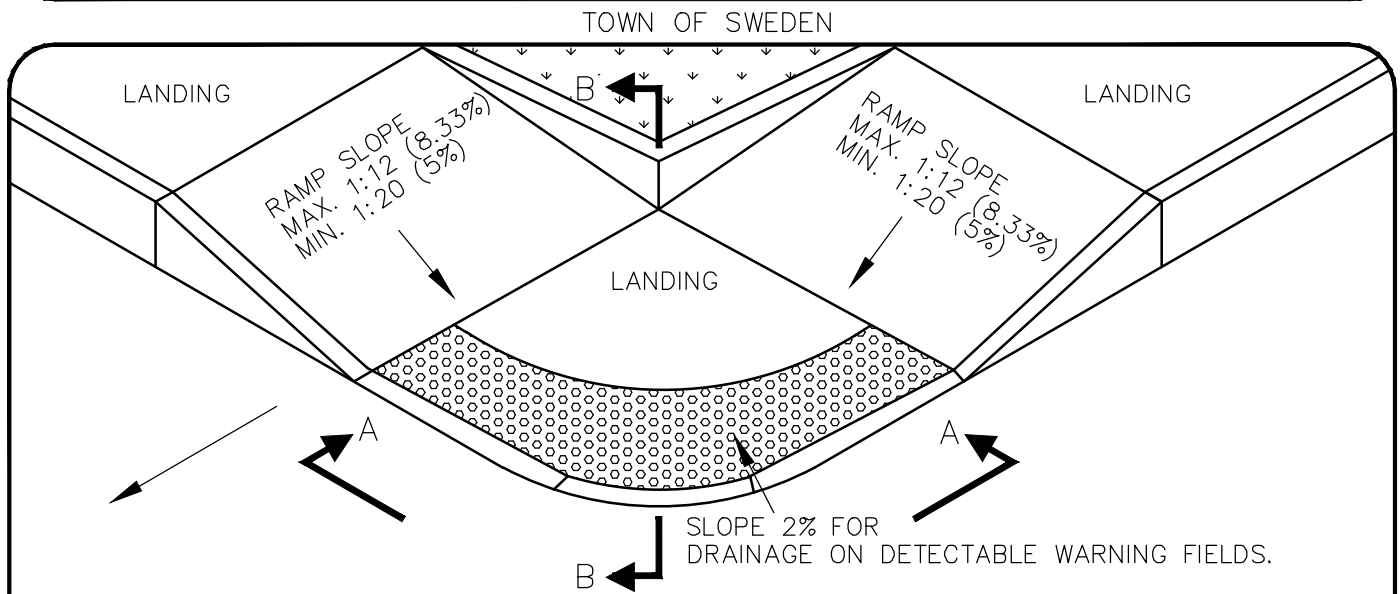 TOWN OF SWEDEN
LANDING
B
LANDING
RAMP SLOPE
MAX. 1:12 (8.33%)
MIN. 1:20 (5%)
RAMP SLOPE
MAX. 1:12 (8.33%)
MIN. 1:20 (5%)
LANDING
A
A
SLOPE 2% FOR
DRAINAGE ON DETECTABLE WARNING FIELDS.
B